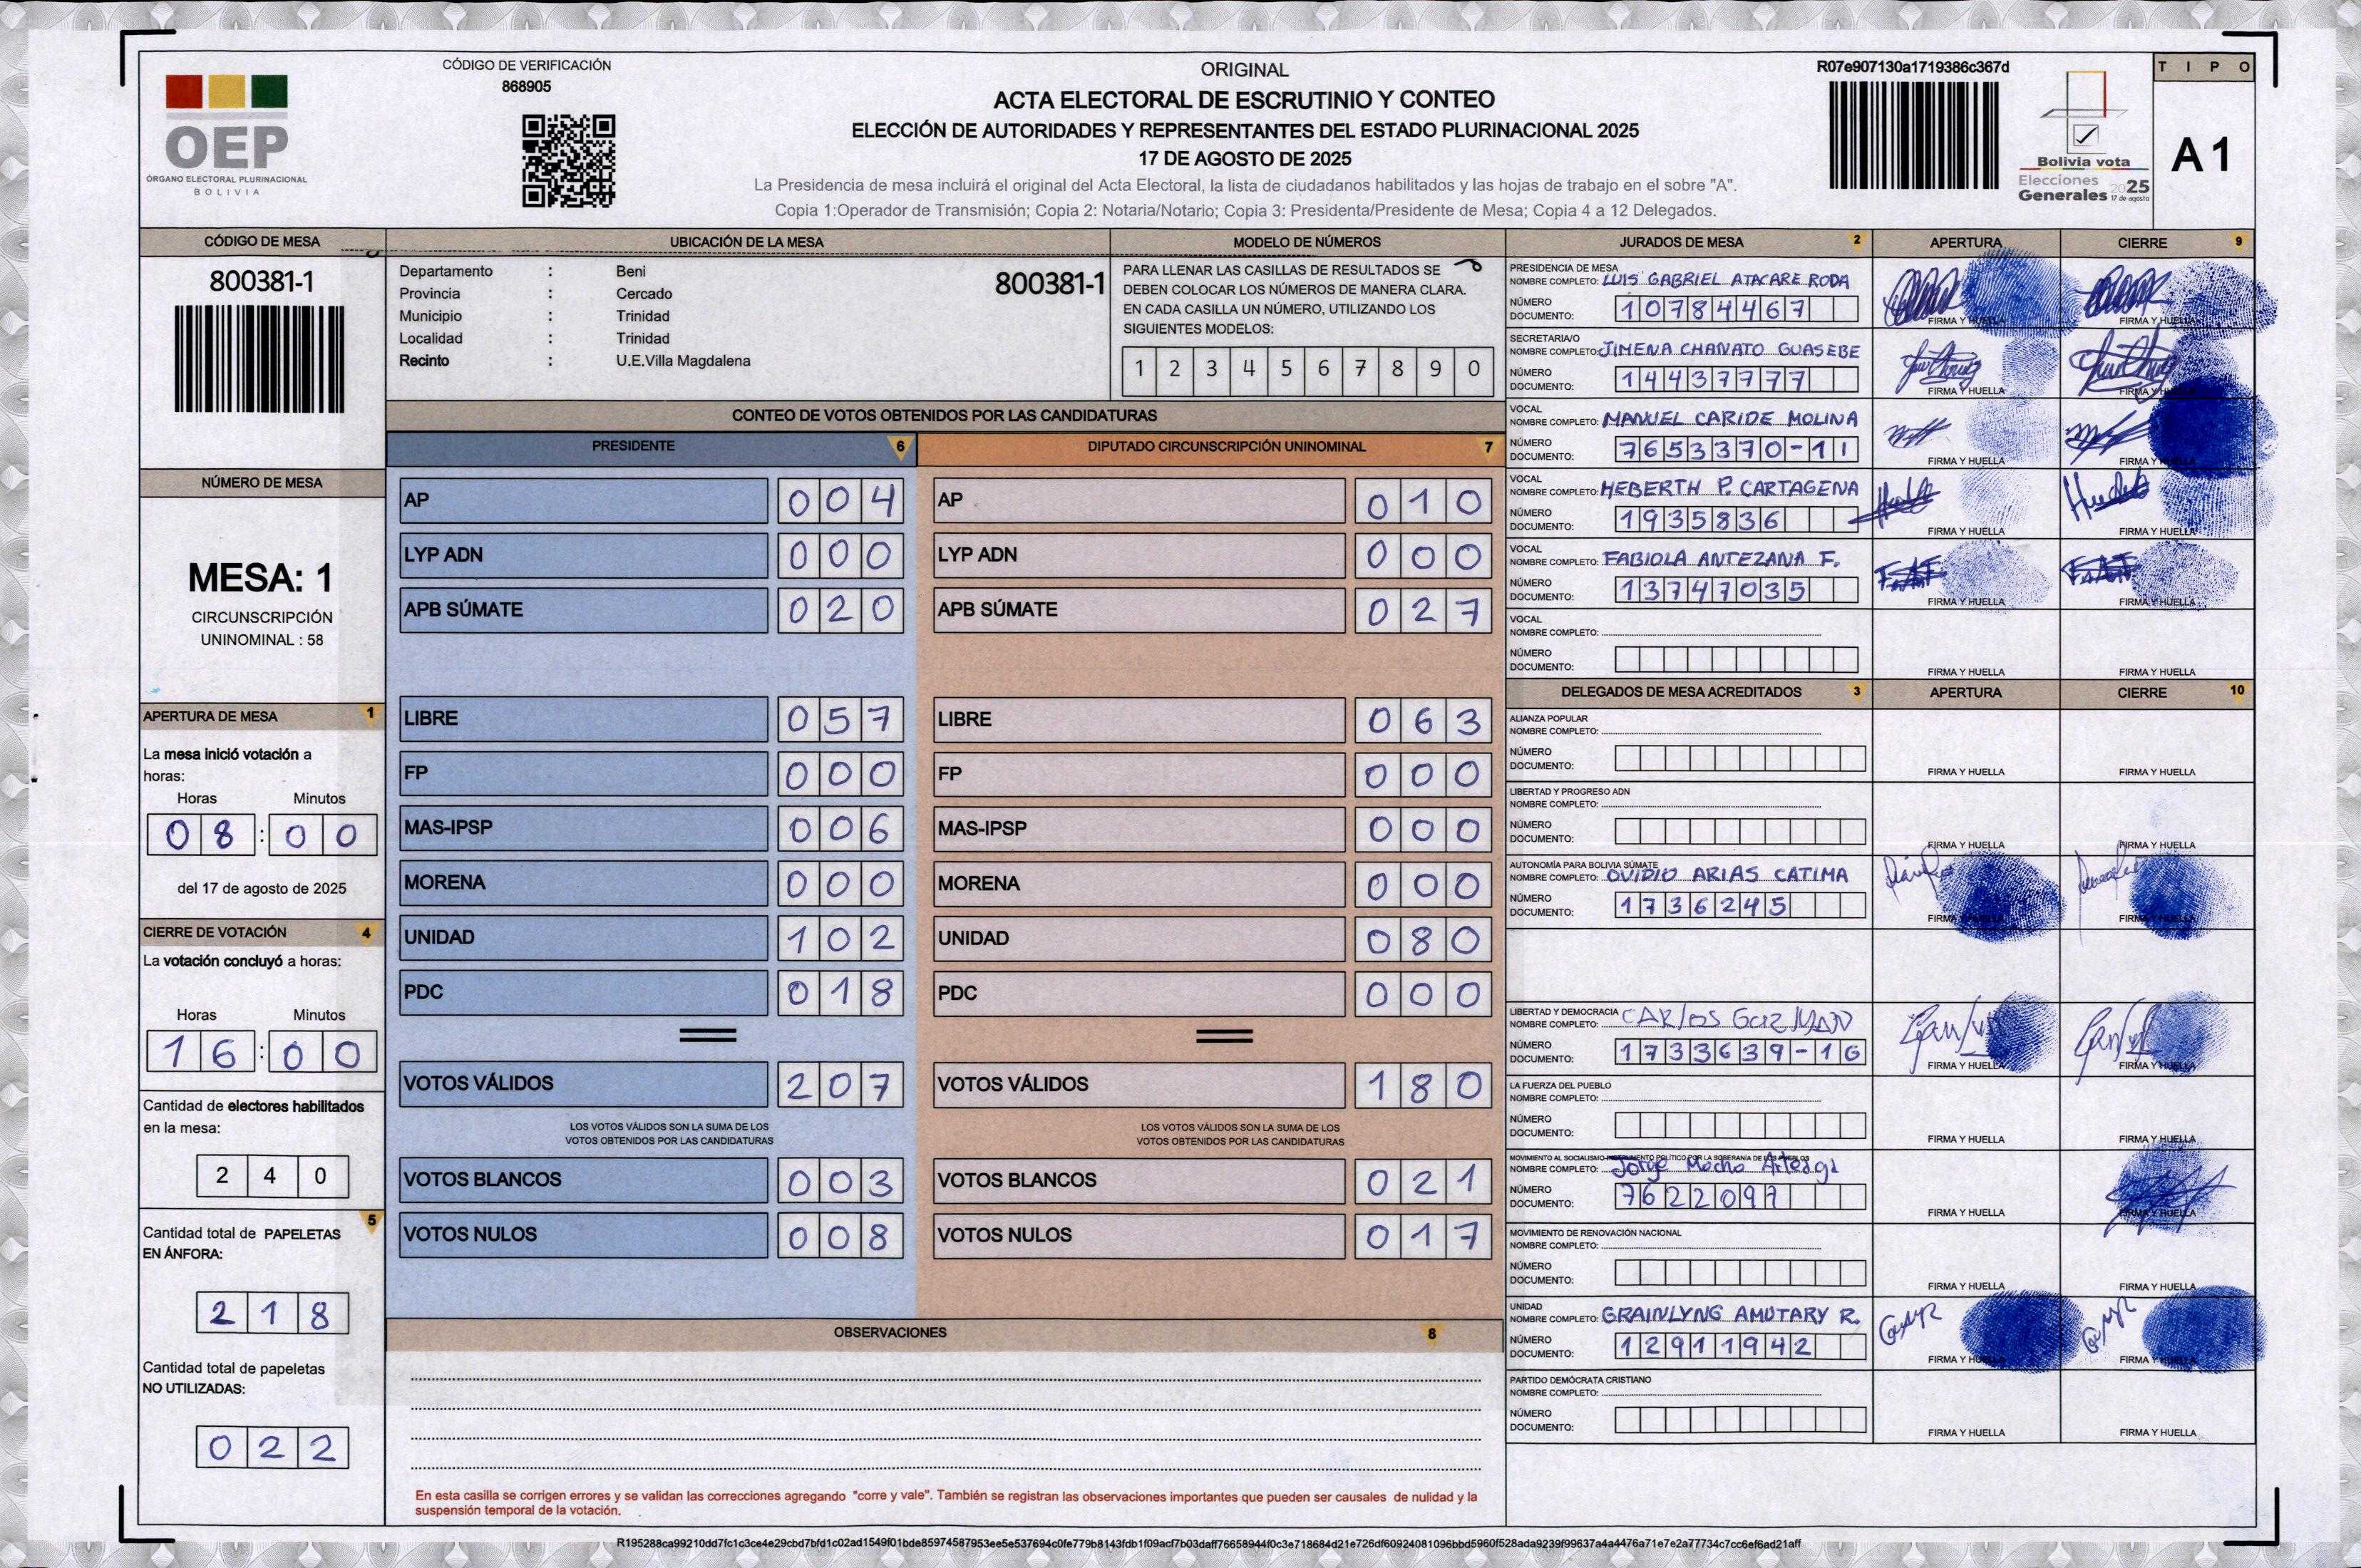 CÓDIGO DE VERIFICACIÓN
868905
OEP
ÓRGANO ELECTORAL PLURINACIONAL
BOLIVIA
ORIGINAL
ACTA ELECTORAL DE ESCRUTINIO Y CONTEO
ELECCIÓN DE AUTORIDADES Y REPRESENTANTES DEL ESTADO PLURINACIONAL 2025
17 DE AGOSTO DE 2025
La Presidencia de mesa incluirá el original del Acta Electoral, la lista de ciudadanos habilitados y las hojas de trabajo en el sobre "A".
Copia 1:Operador de Transmisión; Copia 2: Notaria/Notario; Copia 3: Presidenta/Presidente de Mesa; Copia 4 a 12 Delegados.
R07e907130a1719386c367d
Bolivia vota
Elecciones
Generales 2025
17 de agosto
TIPO
A 1
CÓDIGO DE MESA
800381-1
NÚMERO DE MESA
MESA: 1
CIRCUNSCRIPCIÓN
UNINOMINAL : 58
APERTURA DE MESA 1
La mesa inició votación a
horas:
Horas Minutos
08:00
del 17 de agosto de 2025
CIERRE DE VOTACIÓN 4
La votación concluyó a horas:
Horas Minutos
16:00
Cantidad de electores habilitados
en la mesa:
240
5
Cantidad total de PAPELETAS
EN ÁNFORA:
218
Cantidad total de papeletas
NO UTILIZADAS:
022
UBICACIÓN DE LA MESA
Departamento : Beni
800381-1
Provincia : Cercado
Municipio : Trinidad
Localidad : Trinidad
Recinto : U.E.Villa Magdalena
MODELO DE NÚMEROS
PARA LLENAR LAS CASILLAS DE RESULTADOS SE
DEBEN COLOCAR LOS NÚMEROS DE MANERA CLARA.
EN CADA CASILLA UN NÚMERO, UTILIZANDO LOS
SIGUIENTES MODELOS:
1 2 3 4 5 6 7 8 9 0
CONTEO DE VOTOS OBTENIDOS POR LAS CANDIDATURAS
PRESIDENTE 6
AP 004
LYP ADN 000
APB SÚMATE 020
LIBRE 057
FP 000
MAS-IPSP 006
MORENA 000
UNIDAD 102
PDC 018
VOTOS VÁLIDOS 207
LOS VOTOS VÁLIDOS SON LA SUMA DE LOS
VOTOS OBTENIDOS POR LAS CANDIDATURAS
VOTOS BLANCOS 003
VOTOS NULOS 008
DIPUTADO CIRCUNSCRIPCIÓN UNINOMINAL 7
AP 010
LYP ADN 000
APB SÚMATE 027
LIBRE 063
FP 000
MAS-IPSP 000
MORENA 000
UNIDAD 080
PDC 000
VOTOS VÁLIDOS 180
LOS VOTOS VÁLIDOS SON LA SUMA DE LOS
VOTOS OBTENIDOS POR LAS CANDIDATURAS
VOTOS BLANCOS 021
VOTOS NULOS 017
OBSERVACIONES 8
En esta casilla se corrigen errores y se validan las correcciones agregando "corre y vale". También se registran las observaciones importantes que pueden ser causales de nulidad y la
suspensión temporal de la votación.
JURADOS DE MESA 2 APERTURA CIERRE 9
PRESIDENCIA DE MESA
NOMBRE COMPLETO: LUIS GABRIEL ATACARE RODA
NÚMERO
DOCUMENTO: 10784467
FIRMA Y HUELLA FIRMA Y HUELLA
SECRETARIA/O
NOMBRE COMPLETO: JIMENA CHANATO GUASEBE
NÚMERO
DOCUMENTO: 14437777
FIRMA Y HUELLA FIRMA Y HUELLA
VOCAL
NOMBRE COMPLETO: MANUEL CARIDE MOLINA
NÚMERO
DOCUMENTO: 7653370-11
FIRMA Y HUELLA FIRMA Y HUELLA
VOCAL
NOMBRE COMPLETO: HEBERTH P. CARTAGENA
NÚMERO
DOCUMENTO: 1935836
FIRMA Y HUELLA FIRMA Y HUELLA
VOCAL
NOMBRE COMPLETO: FABIOLA ANTEZANA F.
NÚMERO
DOCUMENTO: 13747035
FIRMA Y HUELLA FIRMA Y HUELLA
VOCAL
NOMBRE COMPLETO:
NÚMERO
DOCUMENTO:
FIRMA Y HUELLA FIRMA Y HUELLA
DELEGADOS DE MESA ACREDITADOS 3 APERTURA CIERRE 10
ALIANZA POPULAR
NOMBRE COMPLETO:
NÚMERO
DOCUMENTO:
FIRMA Y HUELLA FIRMA Y HUELLA
LIBERTAD Y PROGRESO ADN
NOMBRE COMPLETO:
NÚMERO
DOCUMENTO:
FIRMA Y HUELLA FIRMA Y HUELLA
AUTONOMÍA PARA BOLIVIA SÚMATE
NOMBRE COMPLETO: OVIDIO ARIAS CATIMA
NÚMERO
DOCUMENTO: 1736245
FIRMA Y HUELLA FIRMA Y HUELLA
LIBERTAD Y DEMOCRACIA
NOMBRE COMPLETO: CARlos
NÚMERO
DOCUMENTO: 1733639-1G
FIRMA Y HUELLA FIRMA Y HUELLA
LA FUERZA DEL PUEBLO
NOMBRE COMPLETO:
NÚMERO
DOCUMENTO:
FIRMA Y HUELLA FIRMA Y HUELLA
MOVIMIENTO AL SOCIALISMO-INSTRUMENTO POLÍTICO POR LA SOBERANÍA DE LOS PUEBLOS
NOMBRE COMPLETO: Jorge Mocho Arteaga
NÚMERO
DOCUMENTO: 7622097
FIRMA Y HUELLA FIRMA Y HUELLA
MOVIMIENTO DE RENOVACIÓN NACIONAL
NOMBRE COMPLETO:
NÚMERO
DOCUMENTO:
FIRMA Y HUELLA FIRMA Y HUELLA
UNIDAD
NOMBRE COMPLETO: GRAINLYNG AMUTARY R.
NÚMERO
DOCUMENTO: 12911942
FIRMA Y HUELLA FIRMA Y HUELLA
PARTIDO DEMÓCRATA CRISTIANO
NOMBRE COMPLETO:
NÚMERO
DOCUMENTO:
FIRMA Y HUELLA FIRMA Y HUELLA